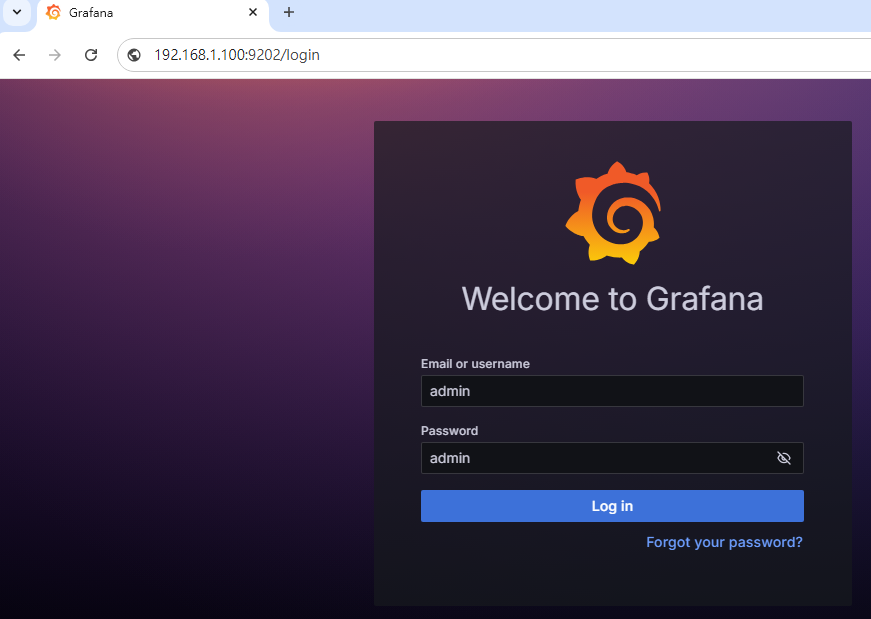 Grafana
192.168.1.100:9202/login
Welcome to Grafana
Email or username
admin
Password
admin
Log in
Forgot your password?